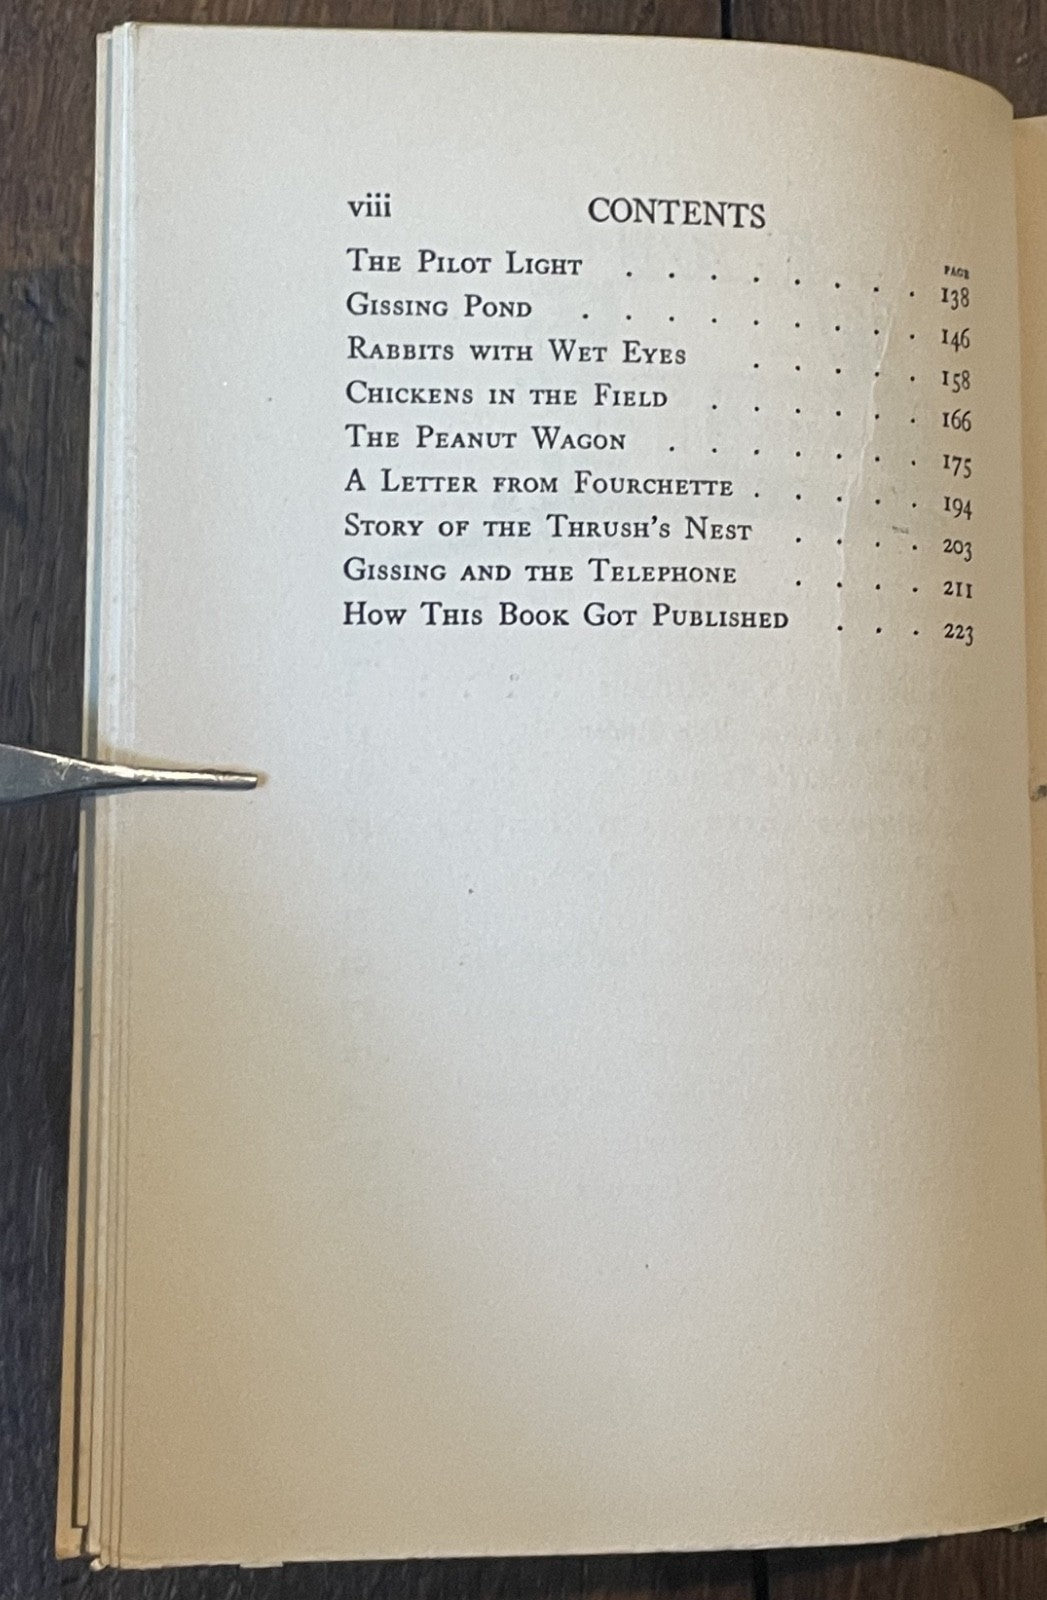 viii CONTENTS
PAGE
The Pilot Light . . . . . . . . 138
Gissing Pond . . . . . . . . . 146
Rabbits with Wet Eyes . . . . . 158
Chickens in the Field . . . . . . 166
The Peanut Wagon . . . . . . . 175
A Letter from Fourchette . . . . . 194
Story of the Thrush's Nest . . . . 203
Gissing and the Telephone . . . . 211
How This Book Got Published . . . 223